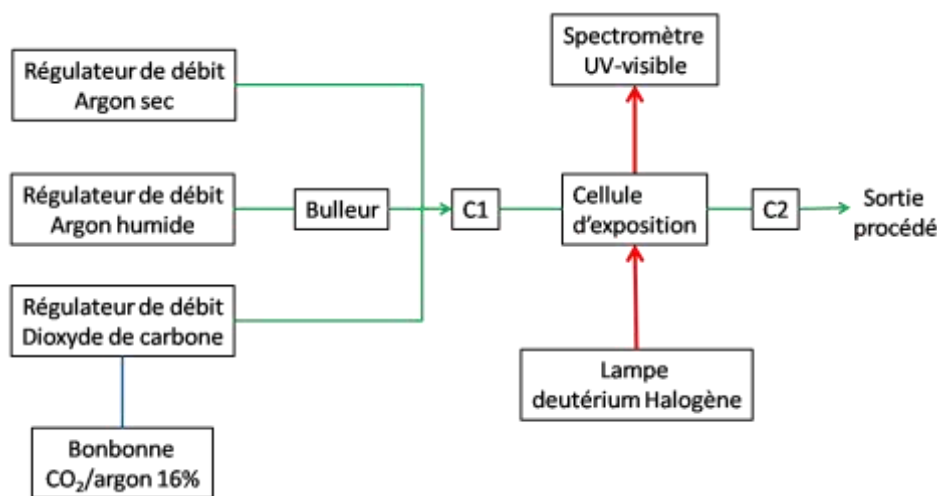 Spectromètre
UV-visible
Régulateur de débit
Argon sec
Régulateur de débit
Argon humide
Bulleur
C1
Cellule
d'exposition
C2
Sortie
procédé
Régulateur de débit
Dioxyde de carbone
Lampe
deutérium Halogène
Bonbonne
CO₂/argon 16%